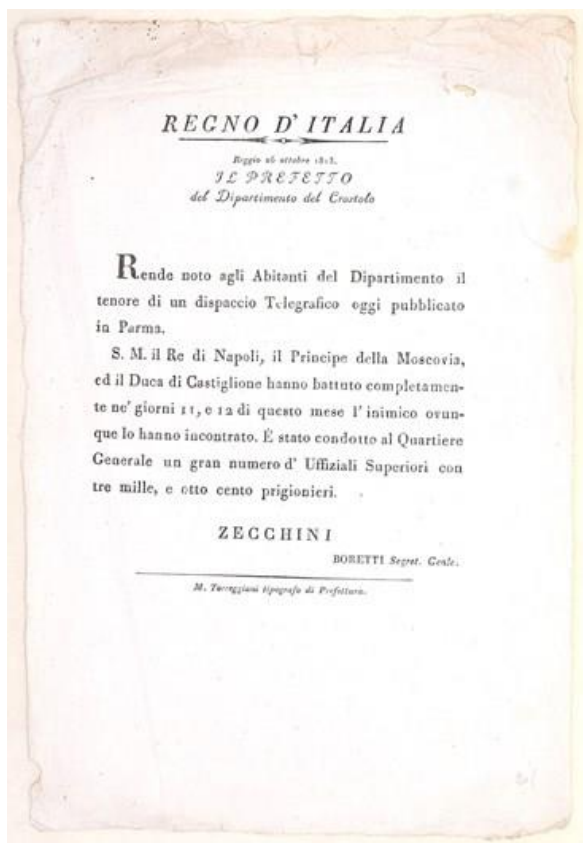 REGNO D' ITALIA
Reggio 26 ottobre 1813.
IL PREFETTO
del Dipartimento del Crostolo
Rende noto agli Abitanti del Dipartimento il
tenore di un dispaccio Telegrafico oggi pubblicato
in Parma.
S. M. il Re di Napoli, il Principe della Moscovia,
ed il Duca di Castiglione hanno battuto completamen-
te ne' giorni 11, e 12 di questo mese l' inimico ovun-
que lo hanno incontrato. É stato condotto al Quartiere
Generale un gran numero d' Uffiziali Superiori con
tre mille, e otto cento prigionieri.
ZECCHINI
BORETTI Segret. Genle.
M. Torreggiani tipografo di Prefettura.